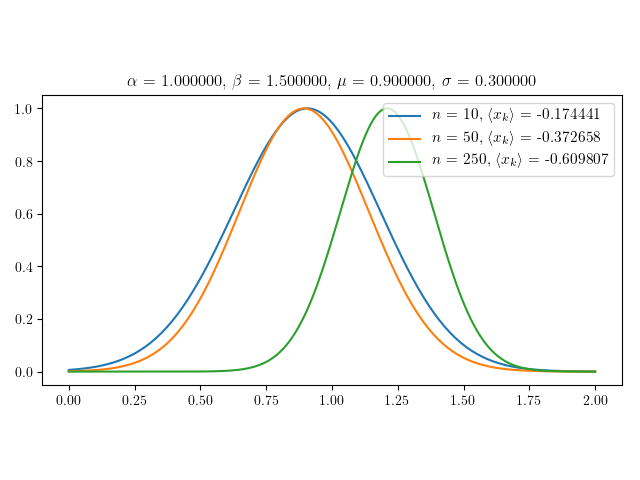 α = 1.000000, β = 1.500000, μ = 0.900000, σ = 0.300000
n = 10, ⟨x_k⟩ = -0.174441
n = 50, ⟨x_k⟩ = -0.372658
n = 250, ⟨x_k⟩ = -0.609807
1.0
0.8
0.6
0.4
0.2
0.0
0.00 0.25 0.50 0.75 1.00 1.25 1.50 1.75 2.00